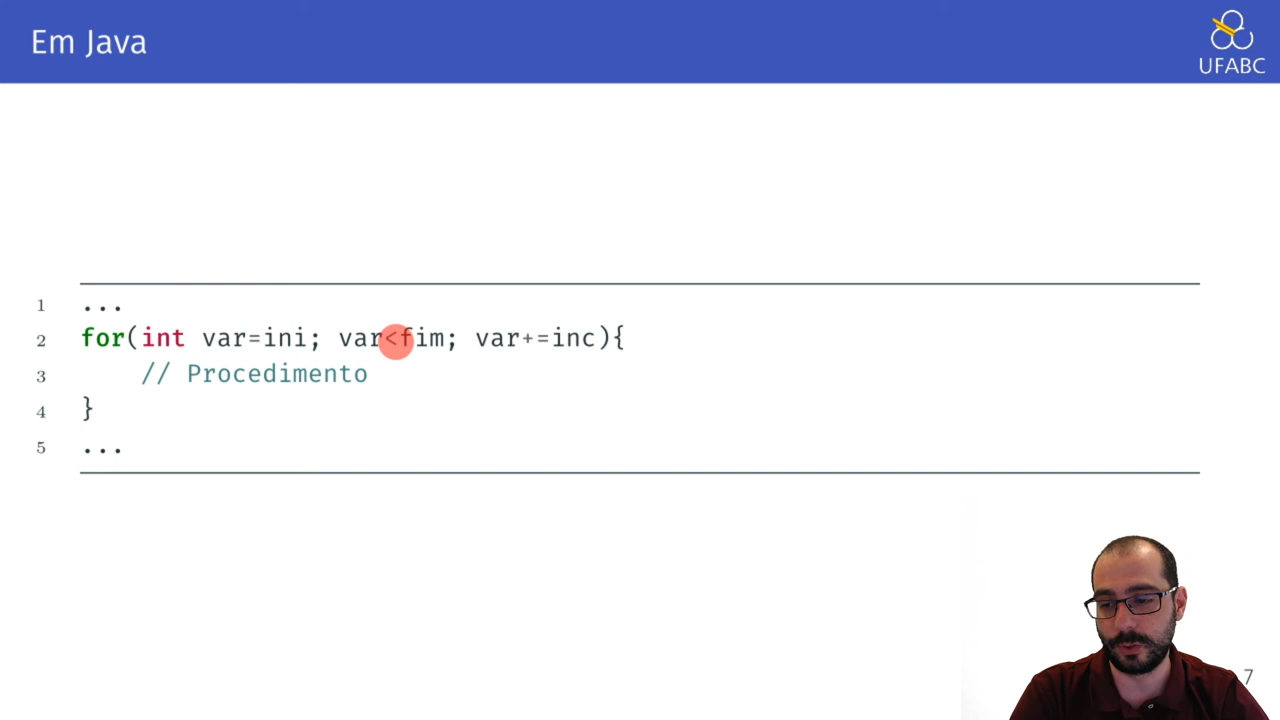 Em Java
UFABC
1 ...
2 for(int var=ini; var<fim; var+=inc){
3 // Procedimento
4 }
5 ...
7